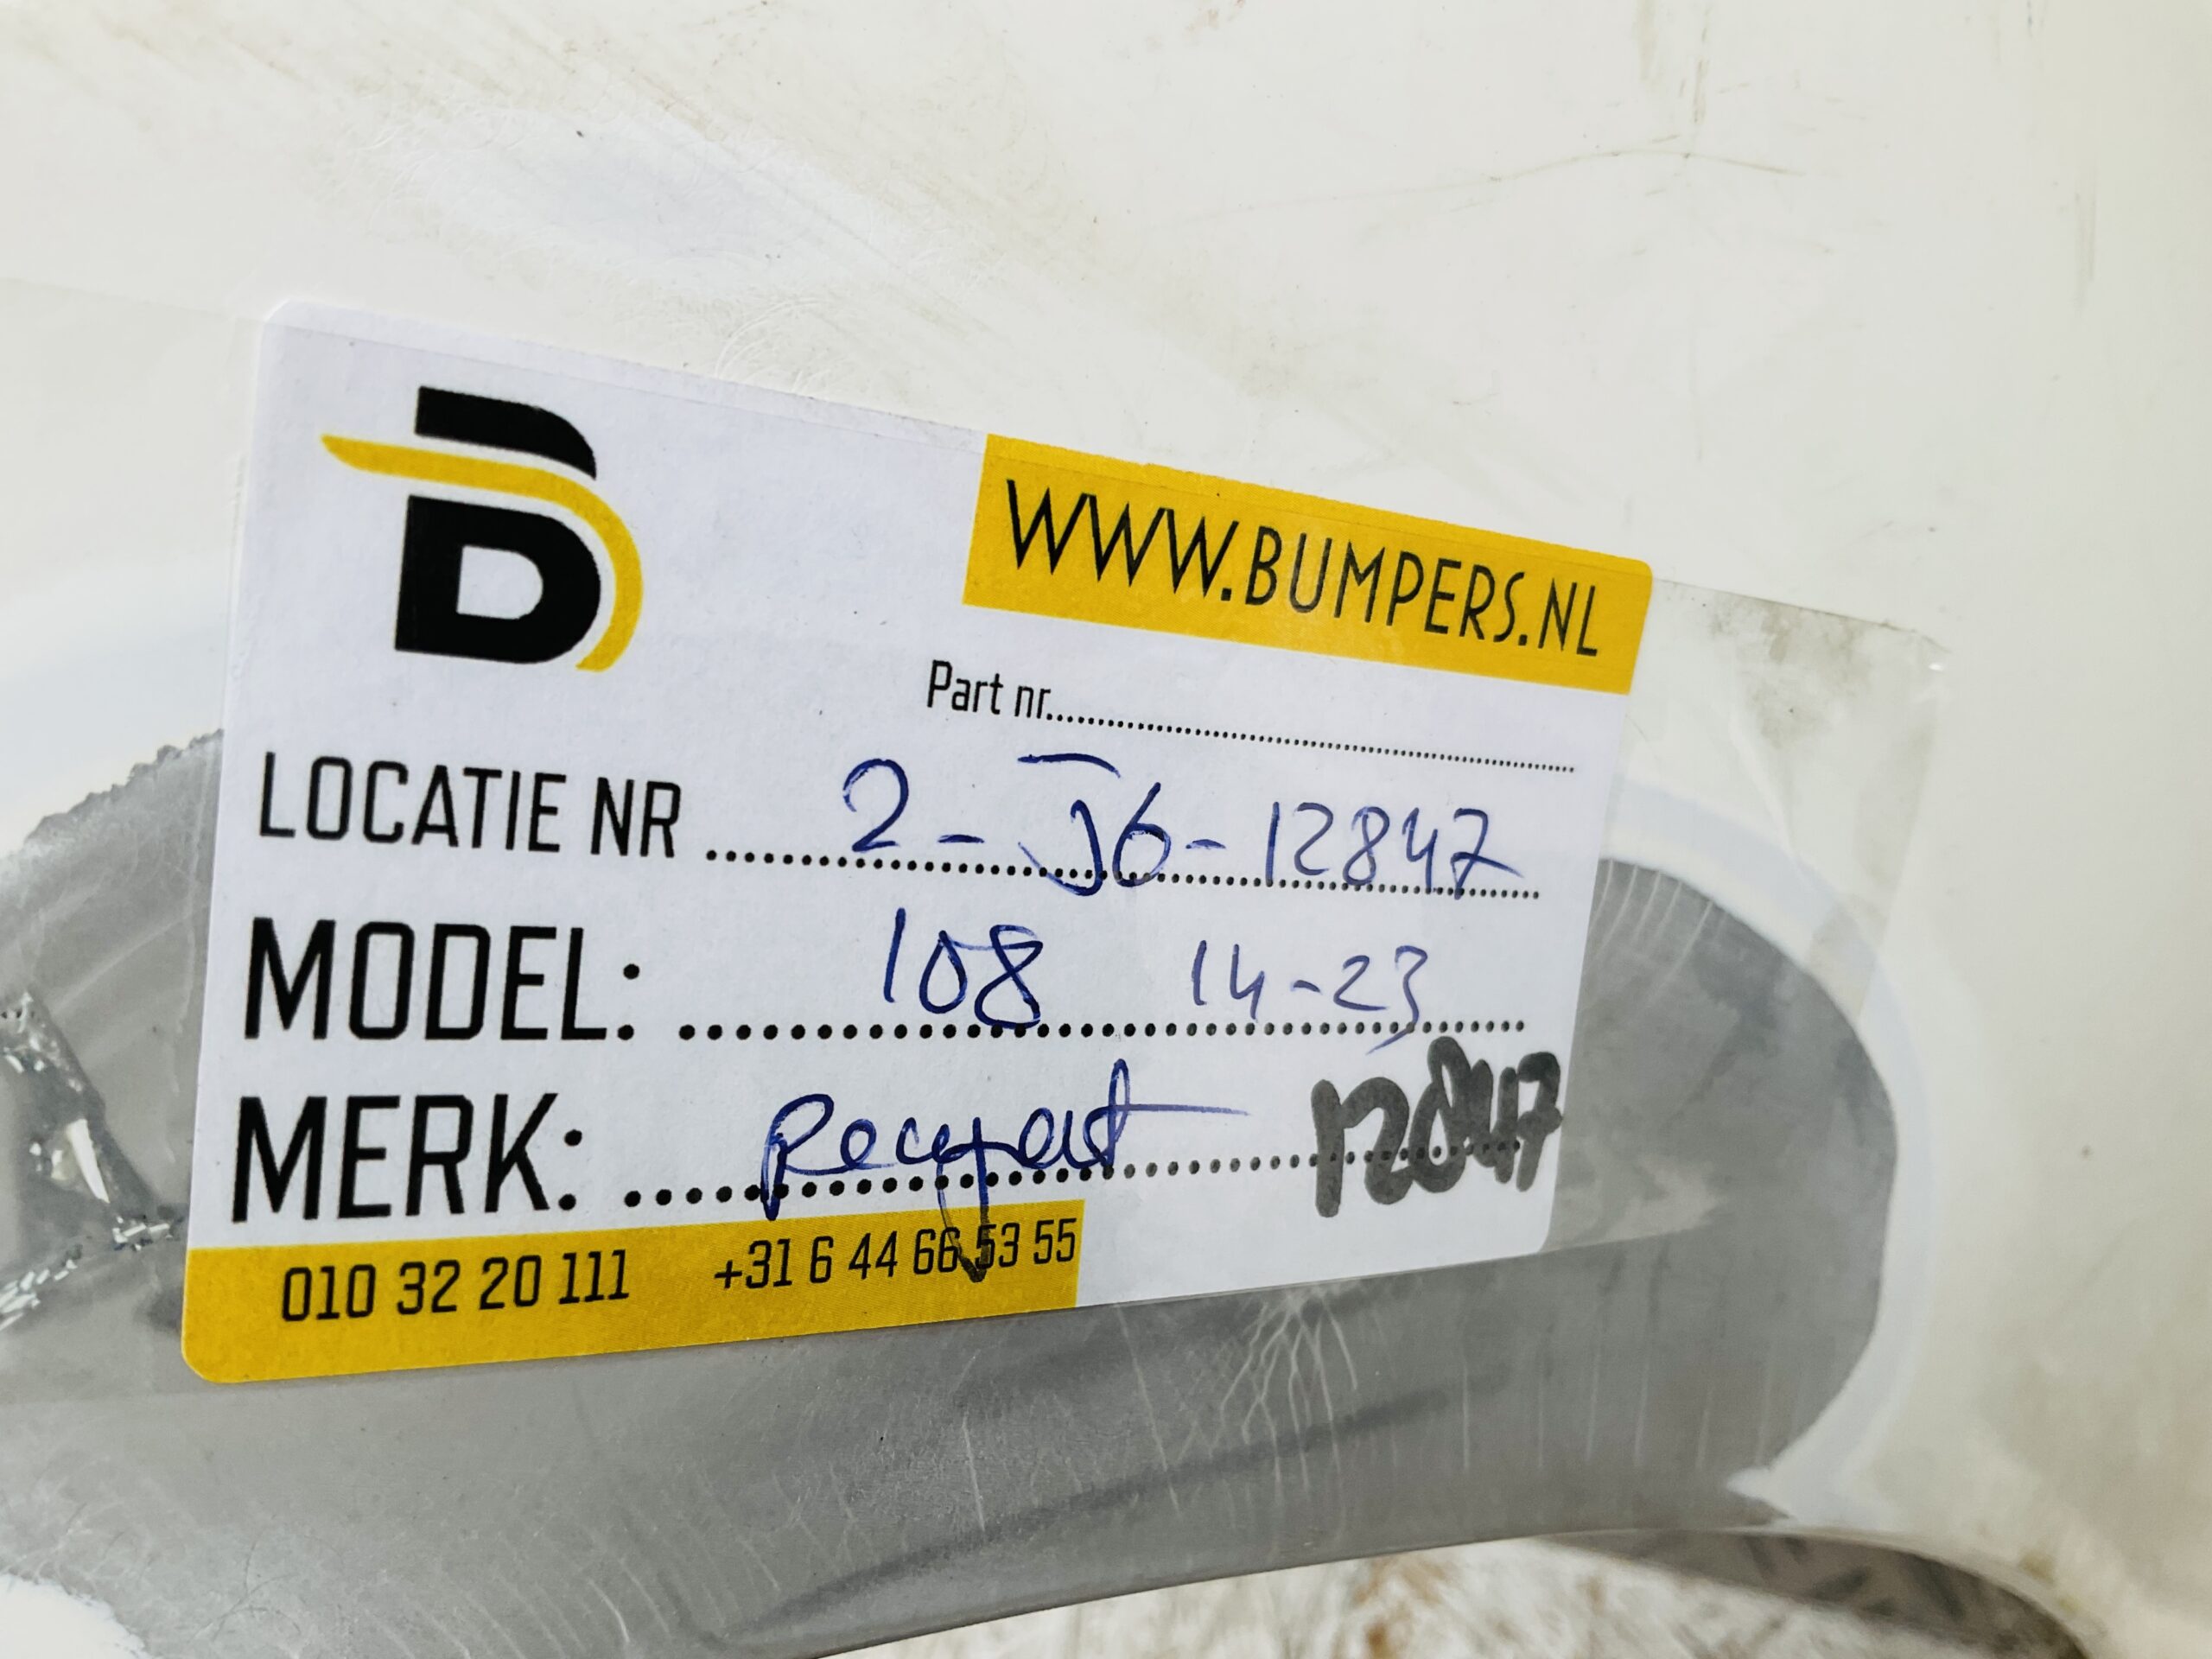 B
WWW.BUMPERS.NL
Part nr..........
LOCATIE NR .......... 2-J6-12847
MODEL: .......... 108 14-23
MERK: .......... Peugeot 12847
010 32 20 111 +31 6 44 66 53 55